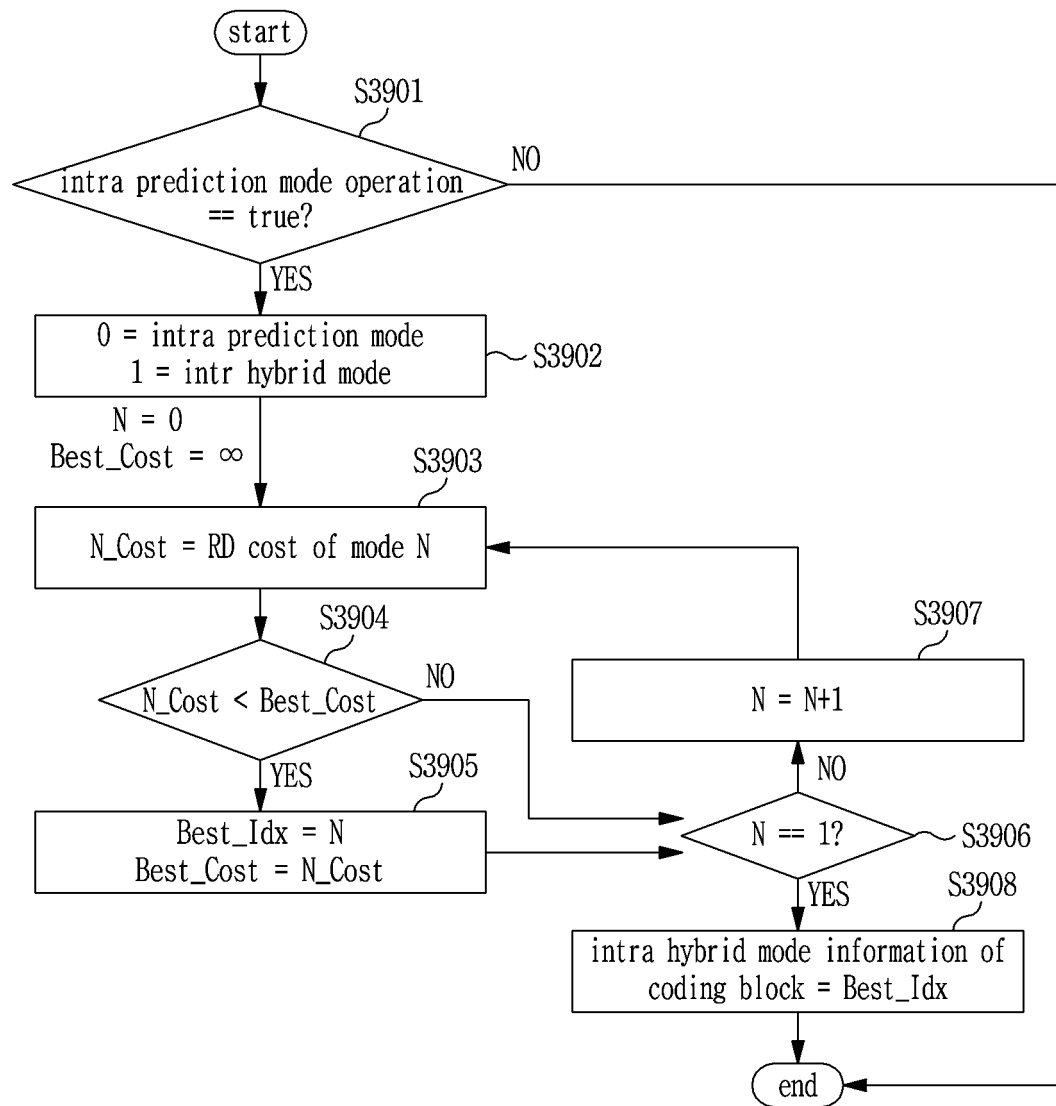 start
S3901
intra prediction mode operation
== true?
NO
YES
0 = intra prediction mode
1 = intr hybrid mode
S3902
N = 0
Best_Cost = ∞
S3903
N_Cost = RD cost of mode N
S3904
N_Cost < Best_Cost
NO
YES
S3905
Best_Idx = N
Best_Cost = N_Cost
S3907
N = N+1
NO
N == 1?
S3906
YES
S3908
intra hybrid mode information of
coding block = Best_Idx
end